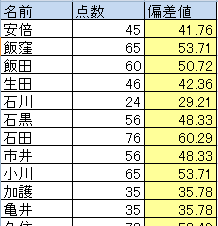 名前 点数 偏差値
安倍 45 41.76
飯窪 65 53.71
飯田 60 50.72
生田 46 42.36
石川 24 29.21
石黒 56 48.33
石田 76 60.29
市井 56 48.33
小川 65 53.71
加護 35 35.78
亀井 35 35.78